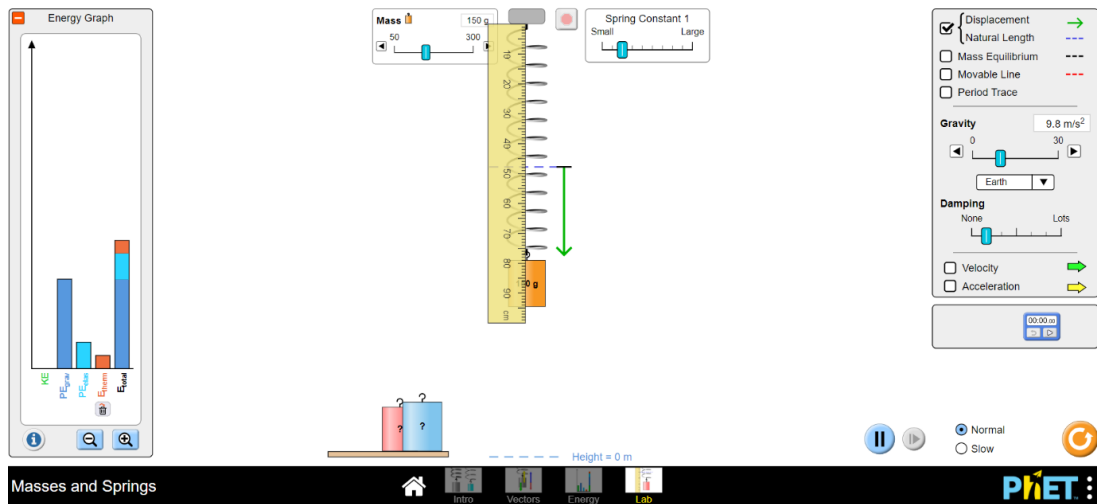 Energy Graph
KE
PEgrav
PEelas
Etherm
Etotal
Mass
150 g
50
300
Spring Constant 1
Small
Large
10
20
30
40
50
60
70
80
90
cm
0 g
?
?
?
?
Height = 0 m
Displacement
Natural Length
Mass Equilibrium
Movable Line
Period Trace
Gravity
9.8 m/s²
0
30
Earth
Damping
None
Lots
Velocity
Acceleration
00:00.00
Normal
Slow
Masses and Springs
Intro
Vectors
Energy
Lab
PhET